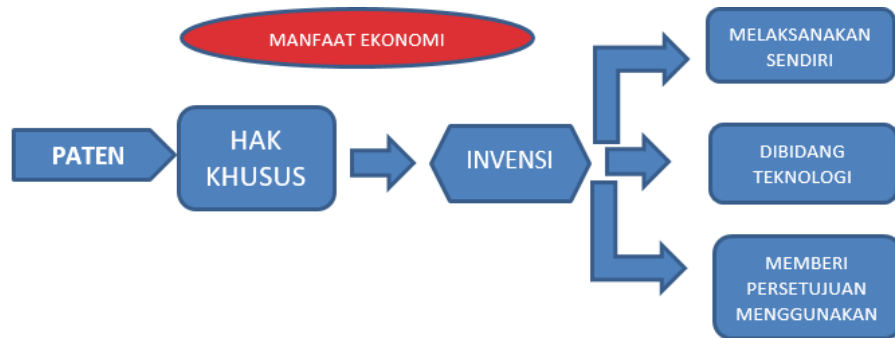 MANFAAT EKONOMI
PATEN
HAK
KHUSUS
INVENSI
MELAKSANAKAN
SENDIRI
DIBIDANG
TEKNOLOGI
MEMBERI
PERSETUJUAN
MENGGUNAKAN